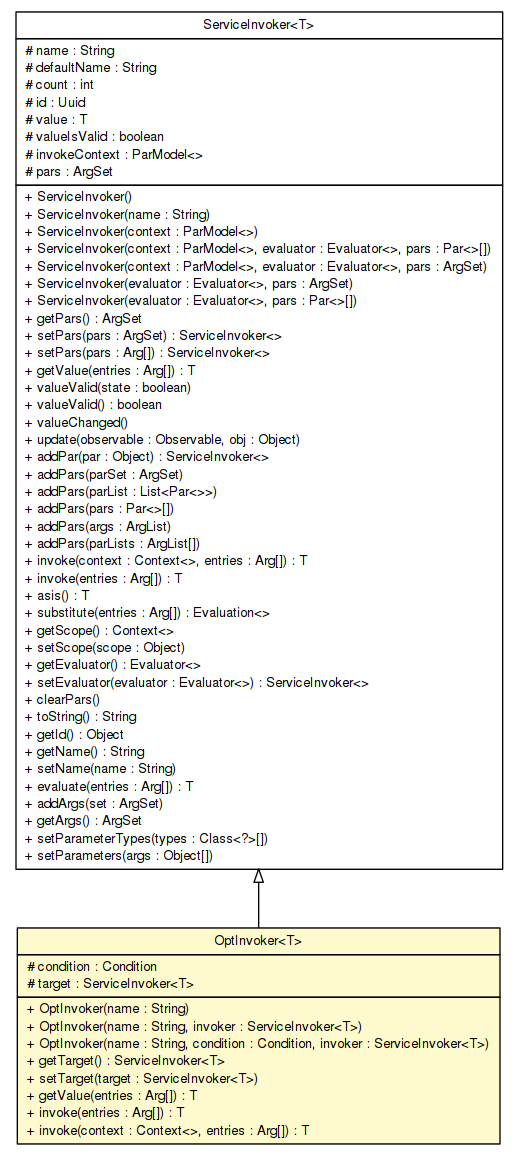 ServiceInvoker<T>
# name : String
# defaultName : String
# count : int
# id : Uuid
# value : T
# valueIsValid : boolean
# invokeContext : ParModel<>
# pars : ArgSet
+ ServiceInvoker()
+ ServiceInvoker(name : String)
+ ServiceInvoker(context : ParModel<>)
+ ServiceInvoker(context : ParModel<>, evaluator : Evaluator<>, pars : Par<>[])
+ ServiceInvoker(context : ParModel<>, evaluator : Evaluator<>, pars : ArgSet)
+ ServiceInvoker(evaluator : Evaluator<>, pars : ArgSet)
+ ServiceInvoker(evaluator : Evaluator<>, pars : Par<>[])
+ getPars() : ArgSet
+ setPars(pars : ArgSet) : ServiceInvoker<>
+ setPars(pars : Arg[]) : ServiceInvoker<>
+ getValue(entries : Arg[]) : T
+ valueValid(state : boolean)
+ valueValid() : boolean
+ valueChanged()
+ update(observable : Observable, obj : Object)
+ addPar(par : Object) : ServiceInvoker<>
+ addPars(parSet : ArgSet)
+ addPars(parList : List<Par<>>)
+ addPars(pars : Par<>[])
+ addPars(args : ArgList)
+ addPars(parLists : ArgList[])
+ invoke(context : Context<>, entries : Arg[]) : T
+ invoke(entries : Arg[]) : T
+ asis() : T
+ substitute(entries : Arg[]) : Evaluation<>
+ getScope() : Context<>
+ setScope(scope : Object)
+ getEvaluator() : Evaluator<>
+ setEvaluator(evaluator : Evaluator<>) : ServiceInvoker<>
+ clearPars()
+ toString() : String
+ getId() : Object
+ getName() : String
+ setName(name : String)
+ evaluate(entries : Arg[]) : T
+ addArgs(set : ArgSet)
+ getArgs() : ArgSet
+ setParameterTypes(types : Class<?>[])
+ setParameters(args : Object[])
OptInvoker<T>
# condition : Condition
# target : ServiceInvoker<T>
+ OptInvoker(name : String)
+ OptInvoker(name : String, invoker : ServiceInvoker<T>)
+ OptInvoker(name : String, condition : Condition, invoker : ServiceInvoker<T>)
+ getTarget() : ServiceInvoker<T>
+ setTarget(target : ServiceInvoker<T>)
+ getValue(entries : Arg[]) : T
+ invoke(entries : Arg[]) : T
+ invoke(context : Context<>, entries : Arg[]) : T